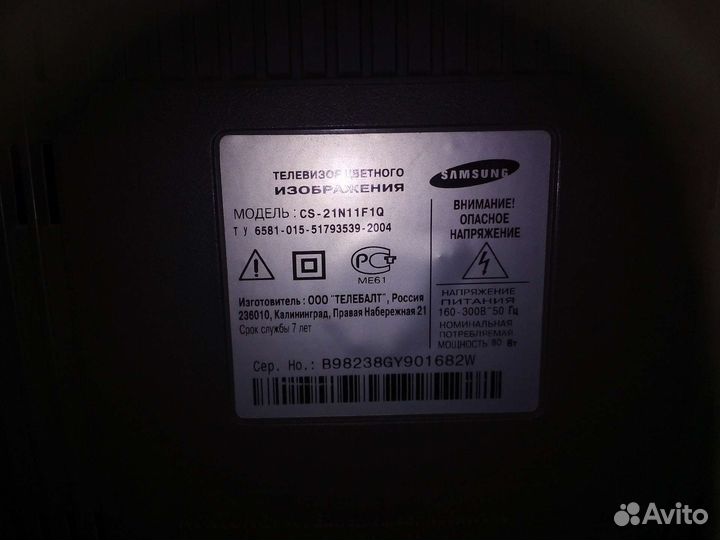 ТЕЛЕВИЗОР ЦВЕТНОГО
ИЗОБРАЖЕНИЯ
МОДЕЛЬ : CS-21N11F1Q
Т У 6581-015-51793539-2004
РСТ
МЕ61
Изготовитель : ООО "ТЕЛЕБАЛТ", Россия
236010, Калининград, Правая Набережная 21
Срок службы 7 лет
SAMSUNG
ВНИМАНИЕ!
ОПАСНОЕ
НАПРЯЖЕНИЕ
НАПРЯЖЕНИЕ
ПИТАНИЯ
160-300В~50 Гц
НОМИНАЛЬНАЯ
ПОТРЕБЛЯЕМАЯ
МОЩНОСТЬ 80 Вт
Сер. Но.: B98238GY901682W
Avito